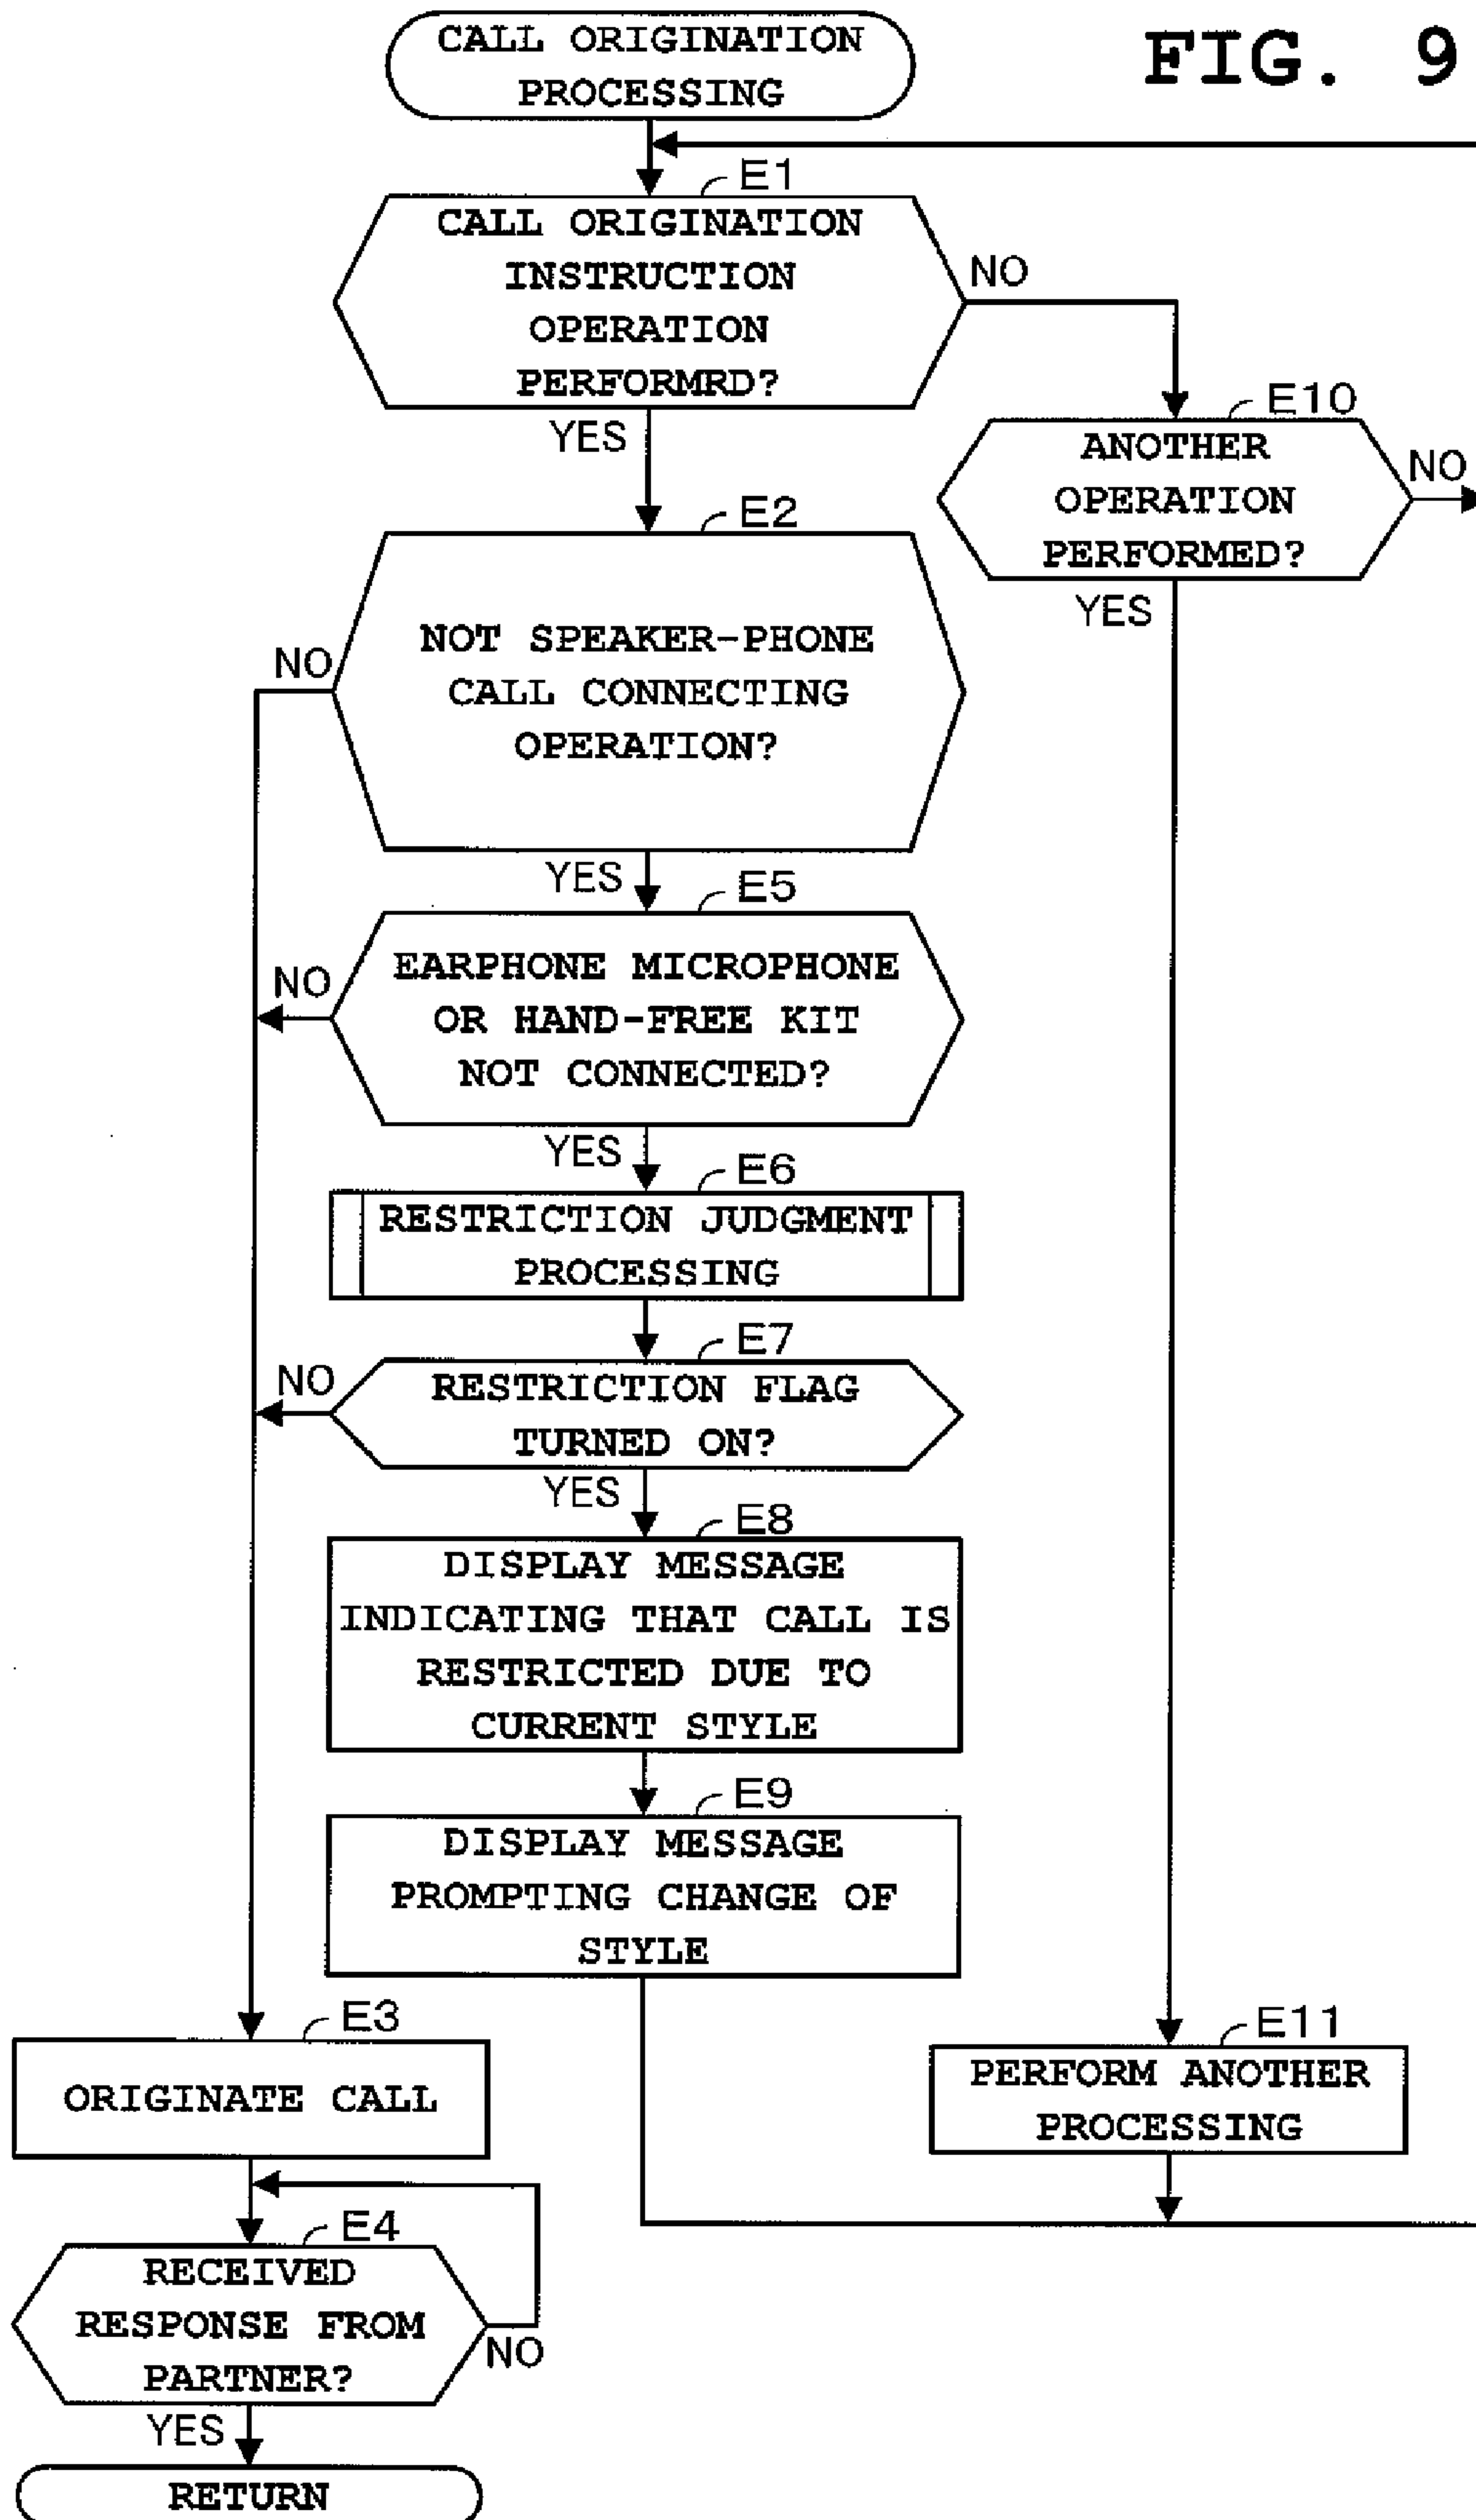 FIG. 9
CALL ORIGINATION
PROCESSING
E1
CALL ORIGINATION
INSTRUCTION
OPERATION
PERFORMRD?
NO
YES
E10
ANOTHER
OPERATION
PERFORMED?
NO
YES
E2
NOT SPEAKER-PHONE
CALL CONNECTING
OPERATION?
NO
YES
E5
EARPHONE MICROPHONE
OR HAND-FREE KIT
NOT CONNECTED?
NO
YES
E6
RESTRICTION JUDGMENT
PROCESSING
E7
RESTRICTION FLAG
TURNED ON?
NO
YES
E8
DISPLAY MESSAGE
INDICATING THAT CALL IS
RESTRICTED DUE TO
CURRENT STYLE
E9
DISPLAY MESSAGE
PROMPTING CHANGE OF
STYLE
E3
ORIGINATE CALL
E11
PERFORM ANOTHER
PROCESSING
E4
RECEIVED
RESPONSE FROM
PARTNER?
NO
YES
RETURN